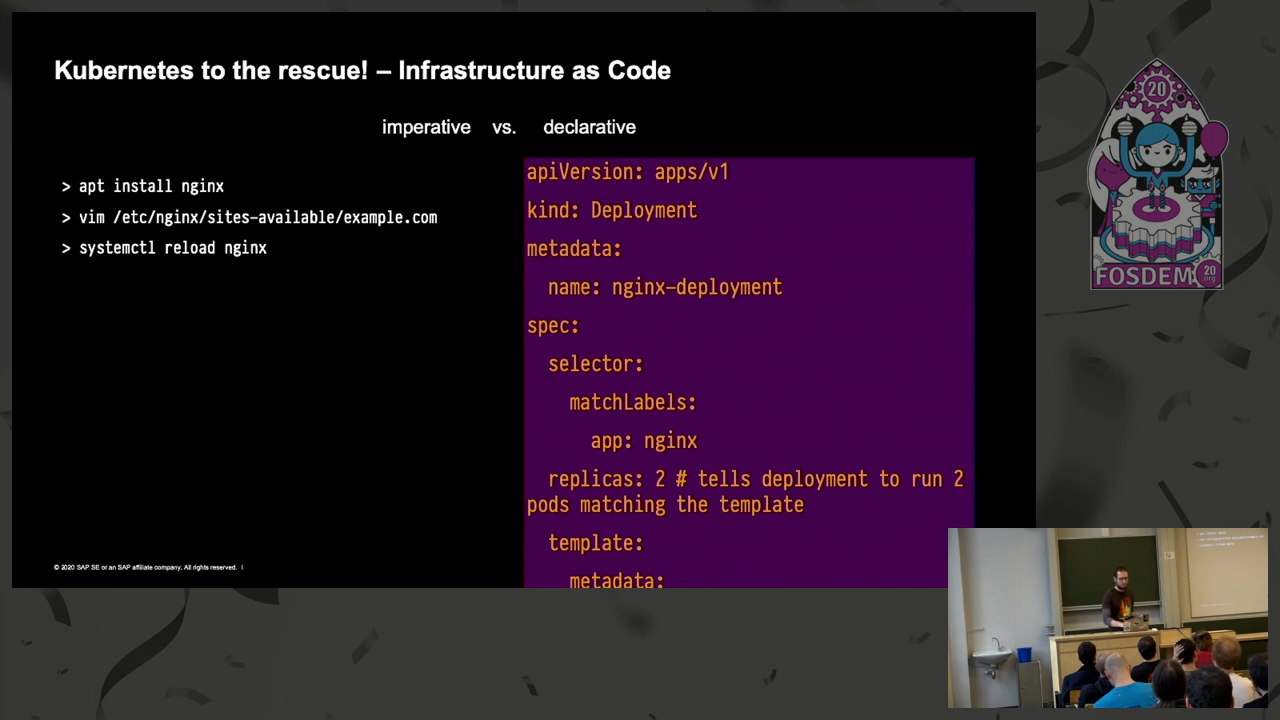 Kubernetes to the rescue! – Infrastructure as Code
imperative vs. declarative
> apt install nginx
> vim /etc/nginx/sites-available/example.com
> systemctl reload nginx
apiVersion: apps/v1
kind: Deployment
metadata:
  name: nginx-deployment
spec:
  selector:
    matchLabels:
      app: nginx
  replicas: 2 # tells deployment to run 2
pods matching the template
  template:
    metadata:
© 2020 SAP SE or an SAP affiliate company. All rights reserved. I
20
FOSDEM
20
.org